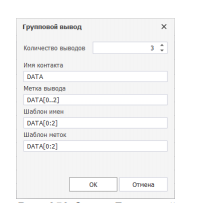 Групповой вывод
Количество выводов 3
Имя контакта
DATA
Метка вывода
DATA[0..2]
Шаблон имен
DATA[0:2]
Шаблон меток
DATA[0:2]
ОК Отмена